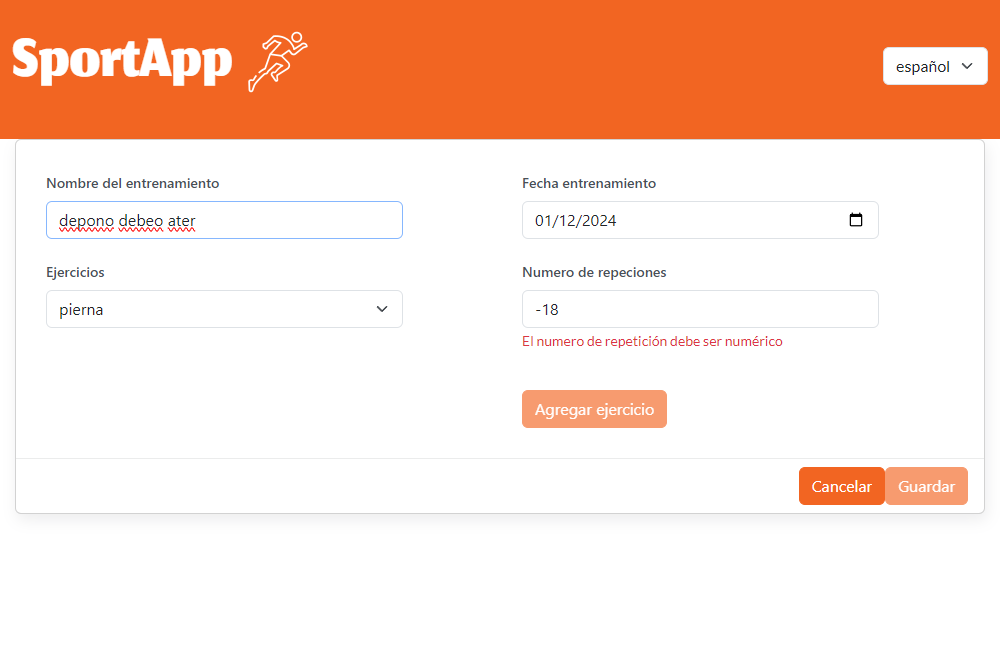 SportApp
español
Nombre del entrenamiento
Fecha entrenamiento
depono debeo ater
01/12/2024
Ejercicios
Numero de repeciones
pierna
-18
El numero de repetición debe ser numérico
Agregar ejercicio
Cancelar
Guardar